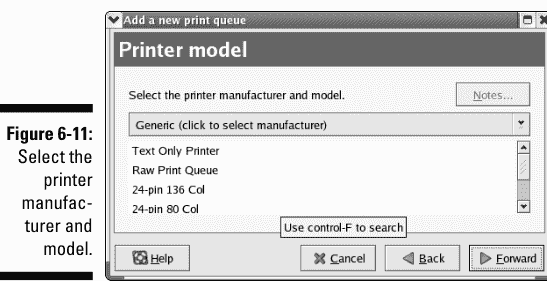 Add a new print queue
Printer model
Select the printer manufacturer and model.
Notes...
Generic (click to select manufacturer)
Text Only Printer
Raw Print Queue
24-pin 136 Col
24-pin 80 Col
Use control-F to search
Help
Cancel
Back
Forward
Figure 6-11:
Select the
printer
manufac-
turer and
model.